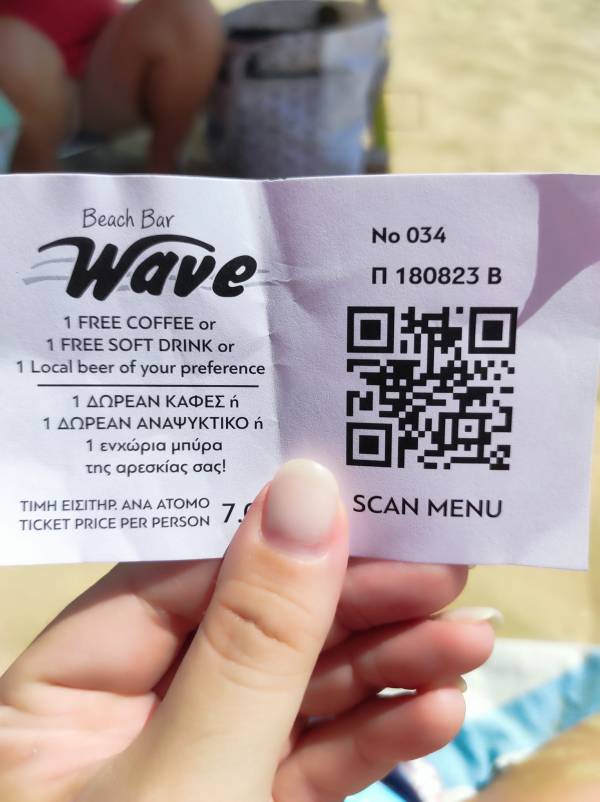 Beach Bar
Wave
1 FREE COFFEE or
1 FREE SOFT DRINK or
1 Local beer of your preference
1 ΔΩΡΕΑΝ ΚΑΦΕΣ ή
1 ΔΩΡΕΑΝ ΑΝΑΨΥΚΤΙΚΟ ή
1 ενχώρια μπύρα
της αρεσκίας σας!
ΤΙΜΗ ΕΙΣΙΤΗΡ. ΑΝΑ ΑΤΟΜΟ
TICKET PRICE PER PERSON
No 034
Π 180823 Β
SCAN MENU